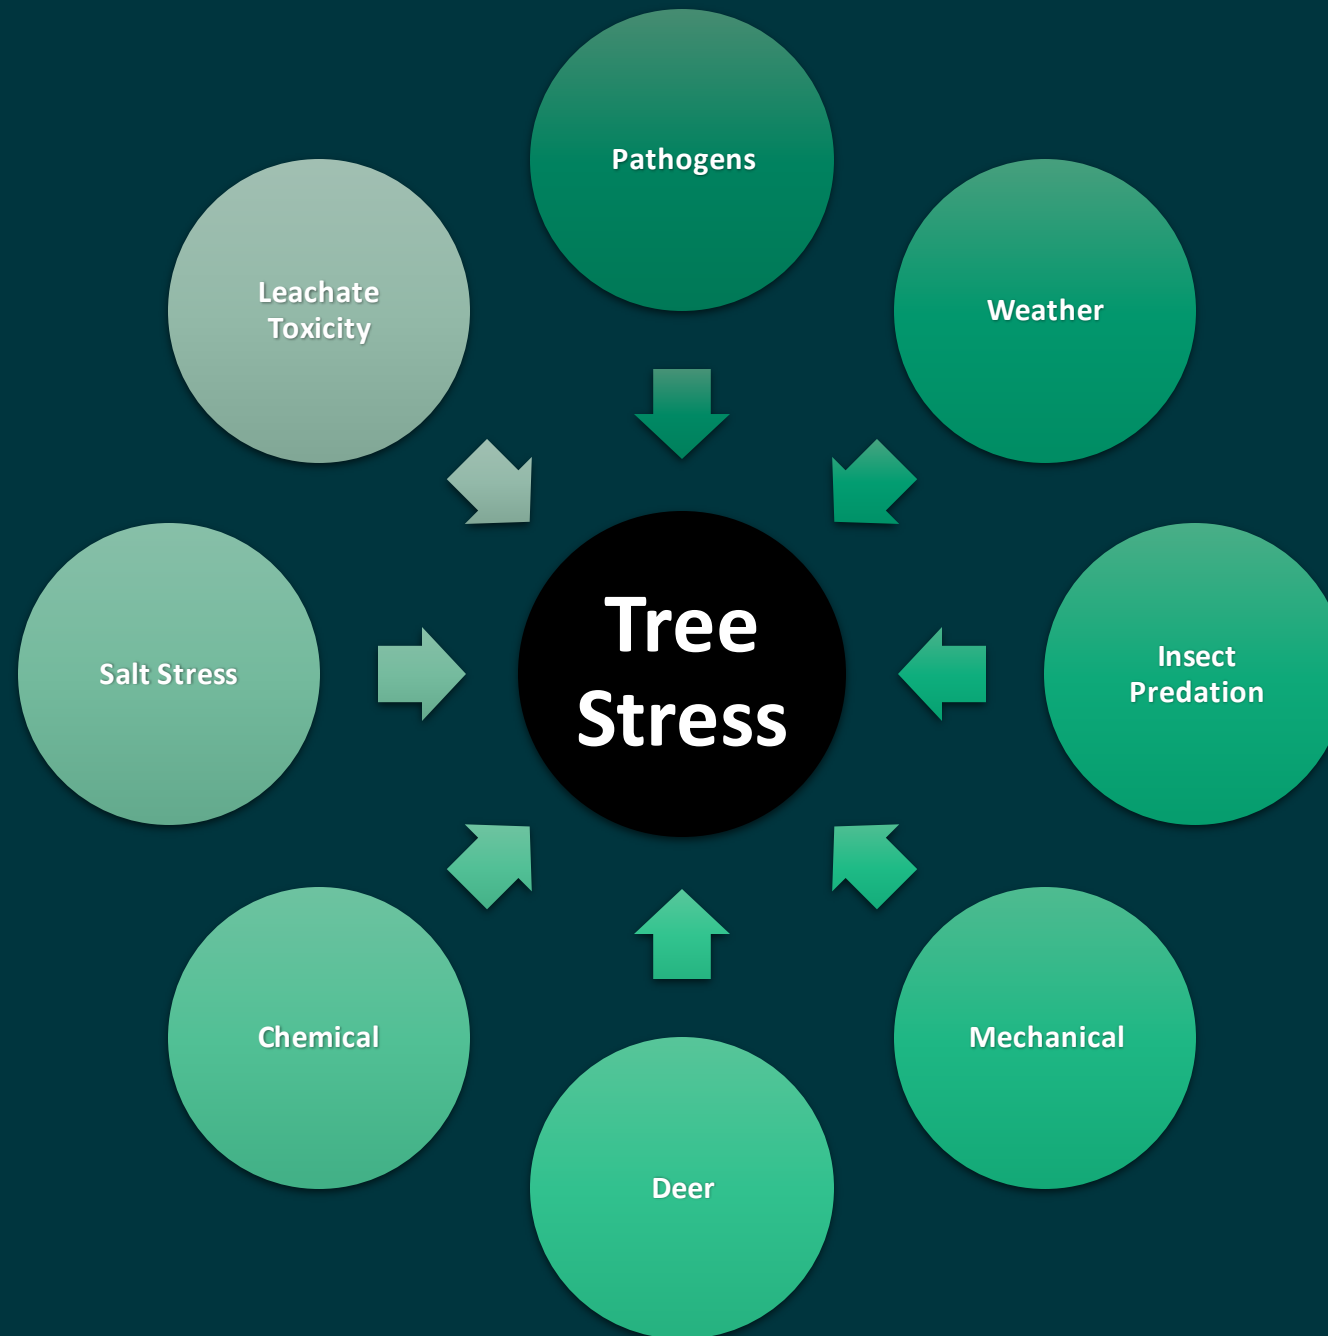 Pathogens
Weather
Insect
Predation
Mechanical
Deer
Chemical
Salt Stress
Leachate
Toxicity
Tree
Stress